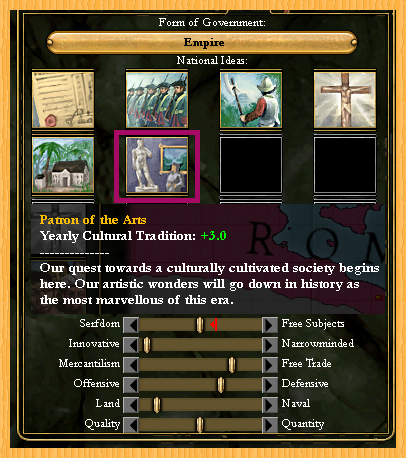 Form of Government:
Empire
National Ideas:
Patron of the Arts
Yearly Cultural Tradition: +3.0
--------------
Our quest towards a culturally cultivated society begins
here. Our artistic wonders will go down in history as
the most marvellous of this era.
Serfdom Free Subjects
Innovative Narrowminded
Mercantilism Free Trade
Offensive Defensive
Land Naval
Quality Quantity